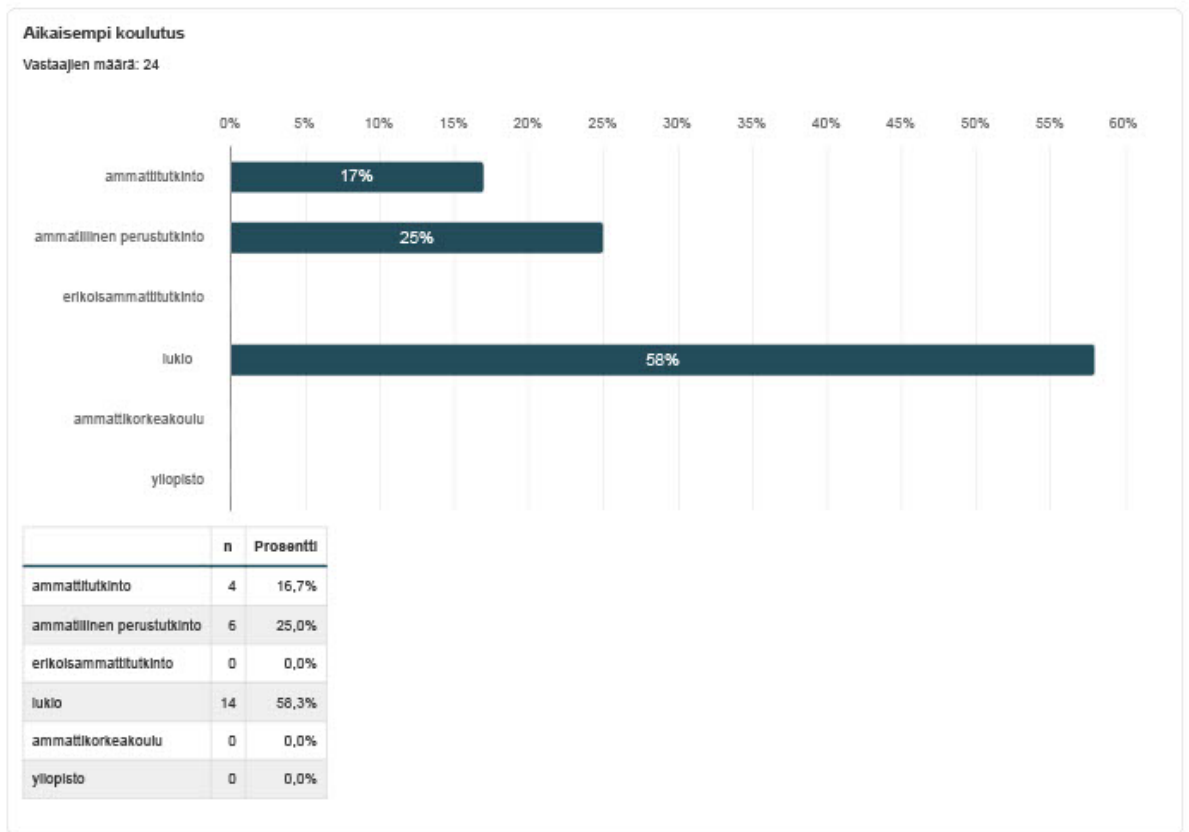 Aikaisempi koulutus
Vastaajien määrä: 24
0% 5% 10% 15% 20% 25% 30% 35% 40% 45% 50% 55% 60%
ammattitutkinto 17%
ammatillinen perustutkinto 25%
erikoisammattitutkinto
lukio 58%
ammattikorkeakoulu
yliopisto
n Prosentti
ammattitutkinto 4 16,7%
ammatillinen perustutkinto 6 25,0%
erikoisammattitutkinto 0 0,0%
lukio 14 58,3%
ammattikorkeakoulu 0 0,0%
yliopisto 0 0,0%